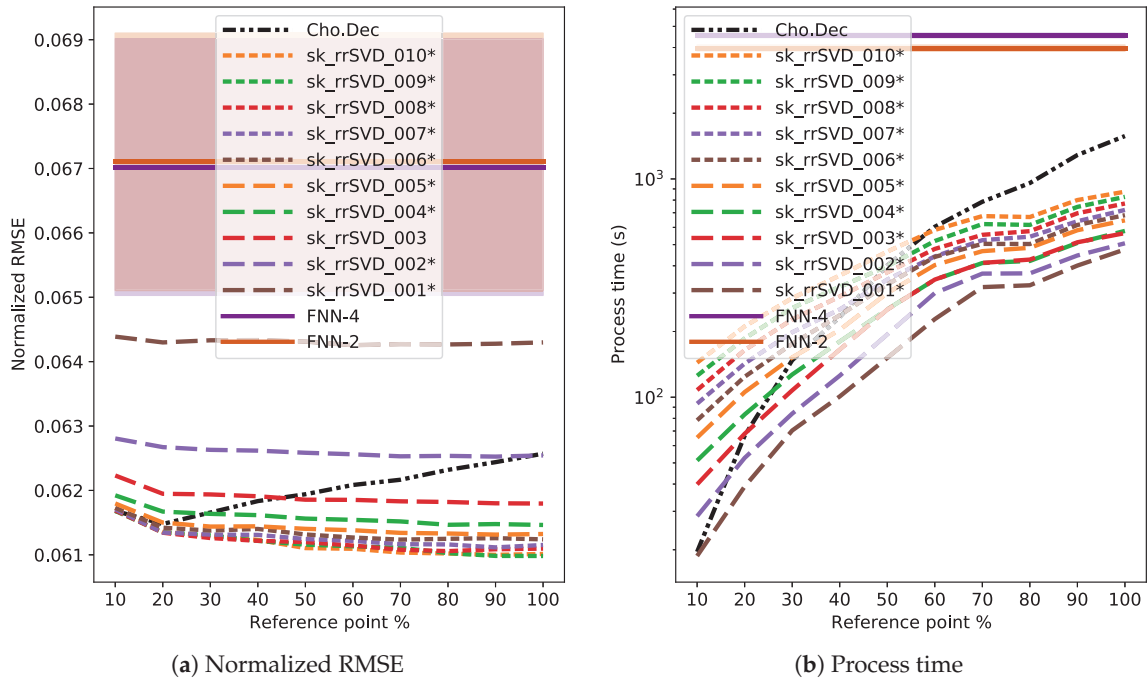 0.069
0.068
0.067
0.066
0.065
0.064
0.063
0.062
0.061
Normalized RMSE
Cho.Dec
sk_rrSVD_010*
sk_rrSVD_009*
sk_rrSVD_008*
sk_rrSVD_007*
sk_rrSVD_006*
sk_rrSVD_005*
sk_rrSVD_004*
sk_rrSVD_003
sk_rrSVD_002*
sk_rrSVD_001*
FNN-4
FNN-2
10 20 30 40 50 60 70 80 90 100
Reference point %
(a) Normalized RMSE
10³
10²
Process time (s)
Cho.Dec
sk_rrSVD_010*
sk_rrSVD_009*
sk_rrSVD_008*
sk_rrSVD_007*
sk_rrSVD_006*
sk_rrSVD_005*
sk_rrSVD_004*
sk_rrSVD_003*
sk_rrSVD_002*
sk_rrSVD_001*
FNN-4
FNN-2
10 20 30 40 50 60 70 80 90 100
Reference point %
(b) Process time